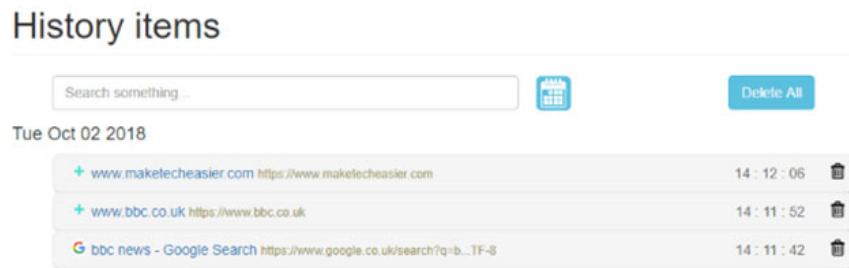 History items
Search something...
Delete All
Tue Oct 02 2018
www.maketecheasier.com https://www.maketecheasier.com 14 : 12 : 06
www.bbc.co.uk https://www.bbc.co.uk 14 : 11 : 52
bbc news - Google Search https://www.google.co.uk/search?q=b...TF-8 14 : 11 : 42